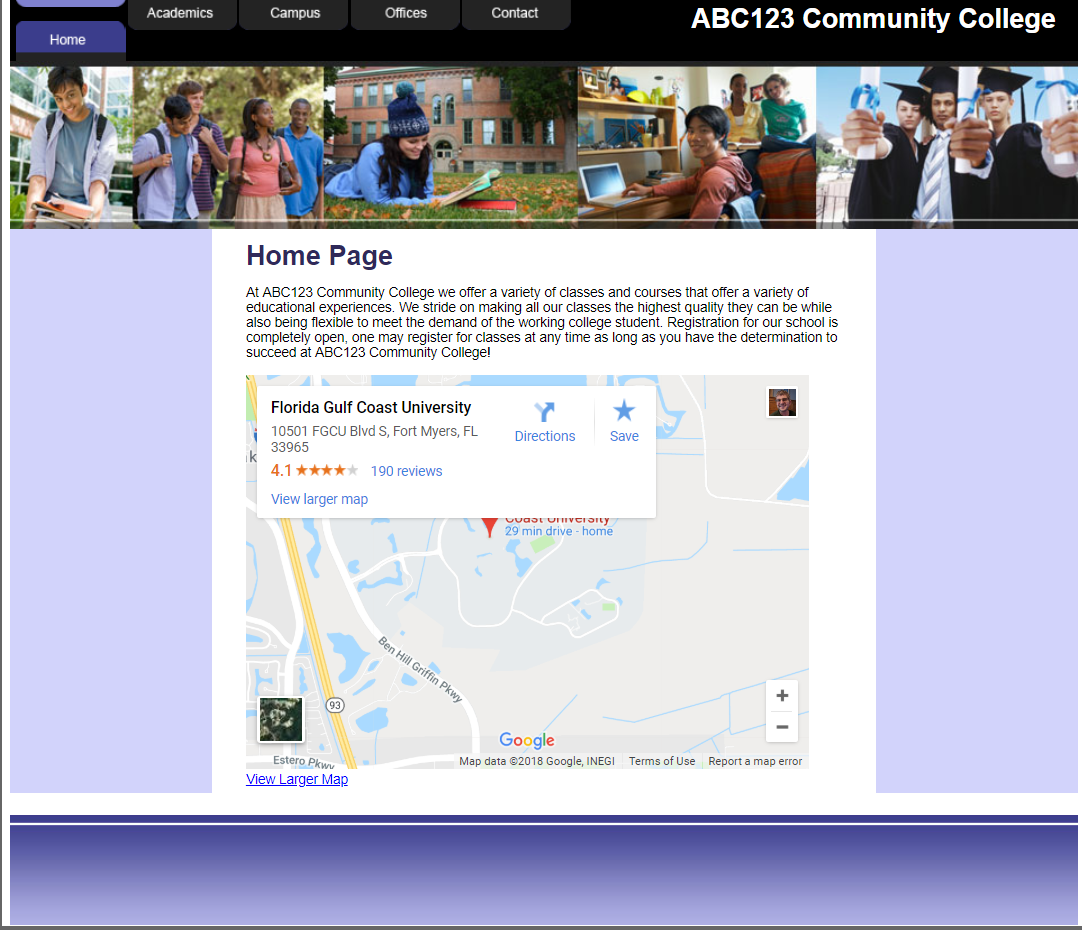 Academics
Campus
Offices
Contact
ABC123 Community College
Home
Home Page
At ABC123 Community College we offer a variety of classes and courses that offer a variety of
educational experiences. We stride on making all our classes the highest quality they can be while
also being flexible to meet the demand of the working college student. Registration for our school is
completely open, one may register for classes at any time as long as you have the determination to
succeed at ABC123 Community College!
Florida Gulf Coast University
10501 FGCU Blvd S, Fort Myers, FL
33965
4.1
190 reviews
View larger map
Directions
Save
Coast University
29 min drive - home
Ben Hill Griffin Pkwy
93
Estero Pkwy
Google
Map data ©2018 Google, INEGI
Terms of Use
Report a map error
View Larger Map